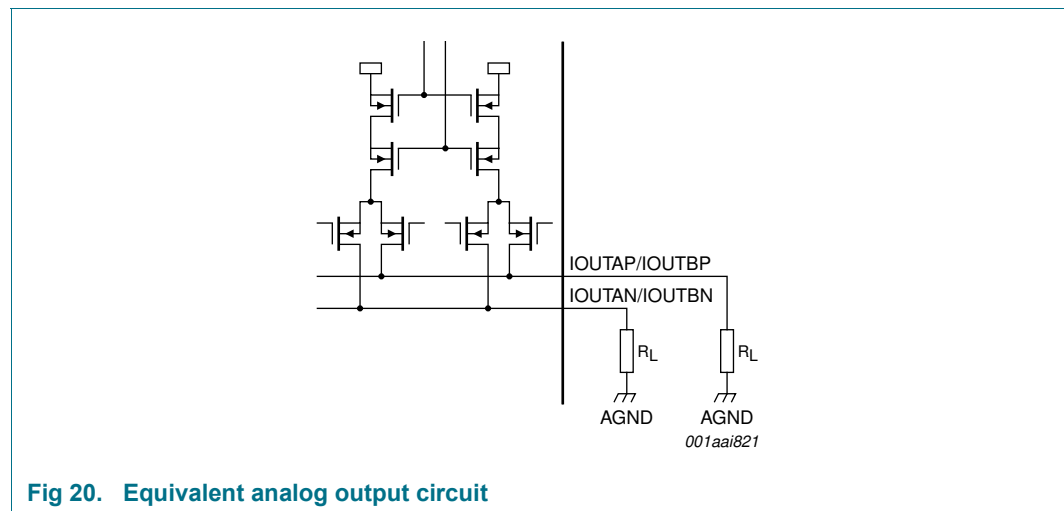 IOUTAP/IOUTBP
IOUTAN/IOUTBN
RL
RL
AGND
AGND
001aai821
Fig 20. Equivalent analog output circuit